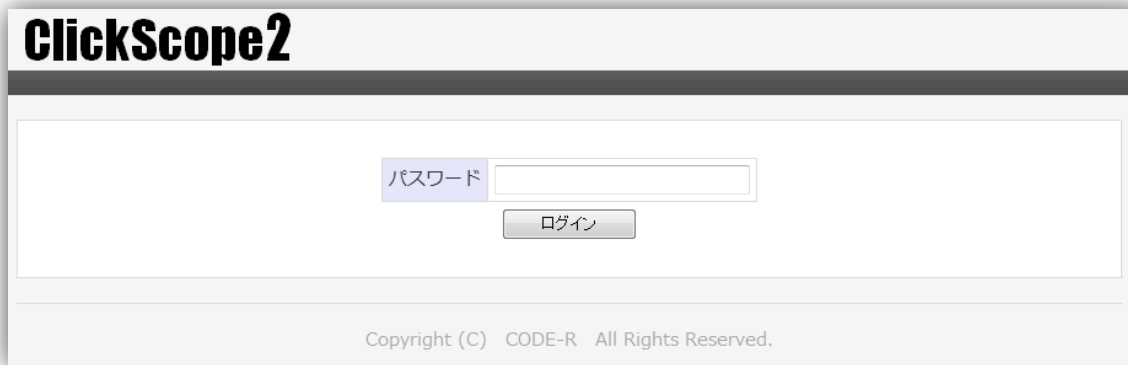 ClickScope2
パスワード
ログイン
Copyright (C)　CODE-R　All Rights Reserved.